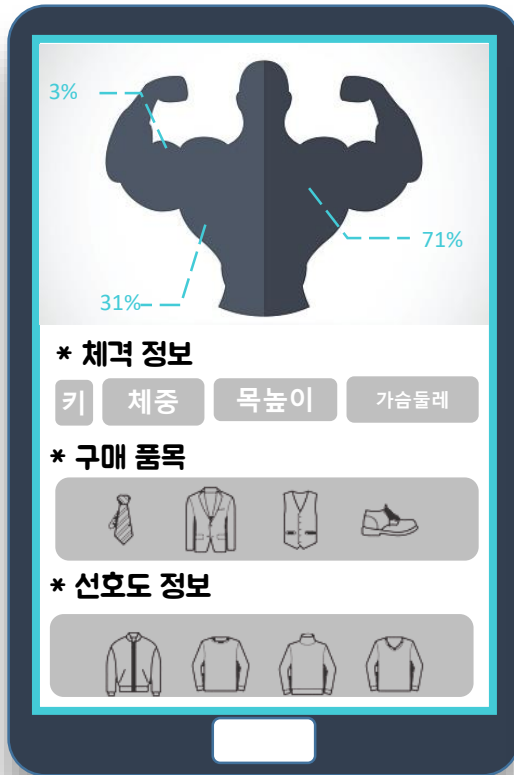 3%
71%
31%
* 체격 정보
키 체중 목높이 가슴둘레
* 구매 품목
* 선호도 정보